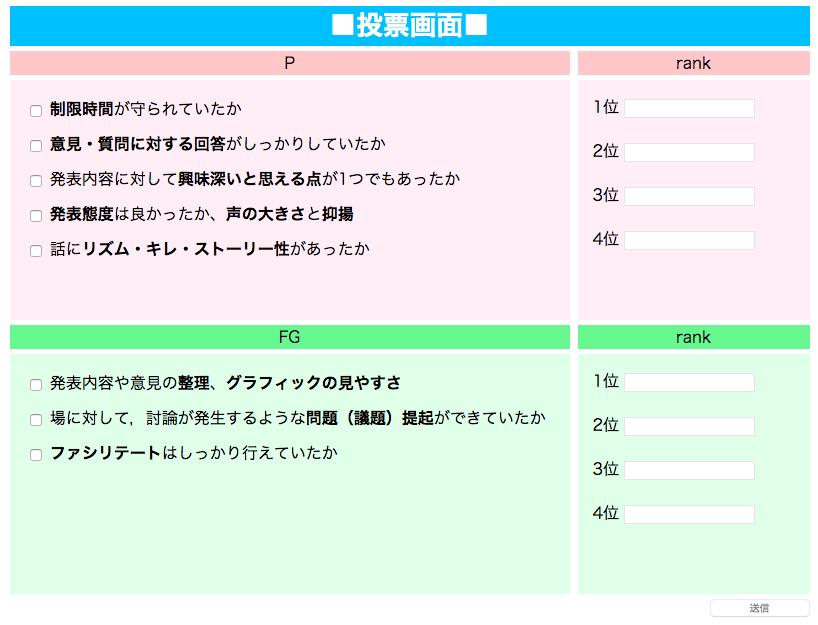 ■投票画面■
P
rank
制限時間が守られていたか
意見・質問に対する回答がしっかりしていたか
発表内容に対して興味深いと思える点が1つでもあったか
発表態度は良かったか、声の大きさと抑揚
話にリズム・キレ・ストーリー性があったか
1位
2位
3位
4位
FG
rank
発表内容や意見の整理、グラフィックの見やすさ
場に対して，討論が発生するような問題（議題）提起ができていたか
ファシリテートはしっかり行えていたか
1位
2位
3位
4位
送信